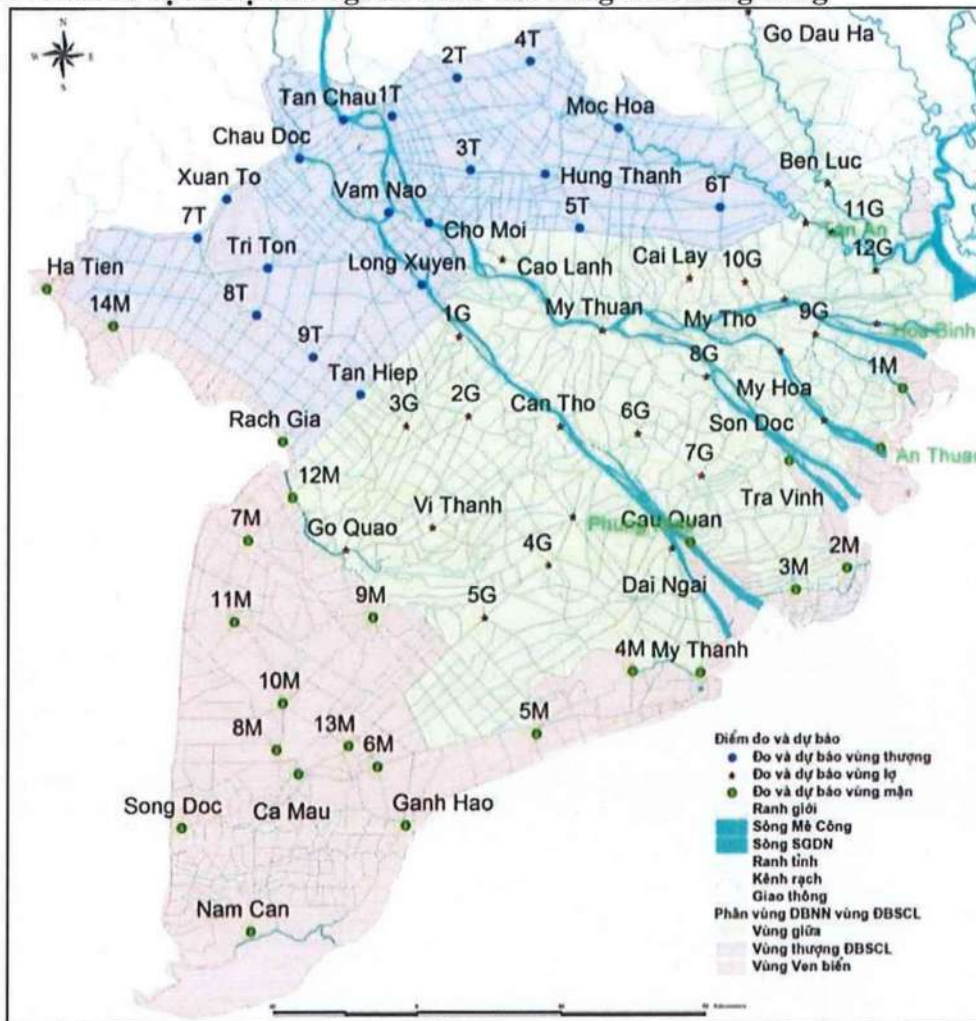 N
W
E
S
Go Dau Ha
4T
2T
Tan Chau
1T
Moc Hoa
Chau Doc
Ben Luc
3T
Hung Thanh
Xuan To
Vam Nao
6T
11G
7T
5T
Cho Moi
Tri Ton
12G
Ha Tien
Long Xuyen
Cao Lanh
Cai Lay
10G
14M
8T
1G
My Thuan
My Tho
9G
Hoa Binh
9T
8G
1M
Tan Hiep
My Hoa
3G
2G
Can Tho
6G
Son Doc
Rach Gia
7G
An Thuan
12M
Tra Vinh
7M
Vi Thanh
Go Quao
Cau Quan
4G
2M
3M
Dai Ngai
11M
9M
5G
4M
My Thanh
10M
5M
8M
13M
6M
Song Doc
Ca Mau
Ganh Hao
Nam Can
Điểm đo và dự báo
Đo và dự báo vùng thượng
Đo và dự báo vùng lợ
Đo và dự báo vùng mặn
Ranh giới
Sông Mê Công
Sông SGDN
Ranh tỉnh
Kênh rạch
Giao thông
Phân vùng DBNN vùng ĐBSCL
Vùng giữa
Vùng thượng ĐBSCL
Vùng Ven biển